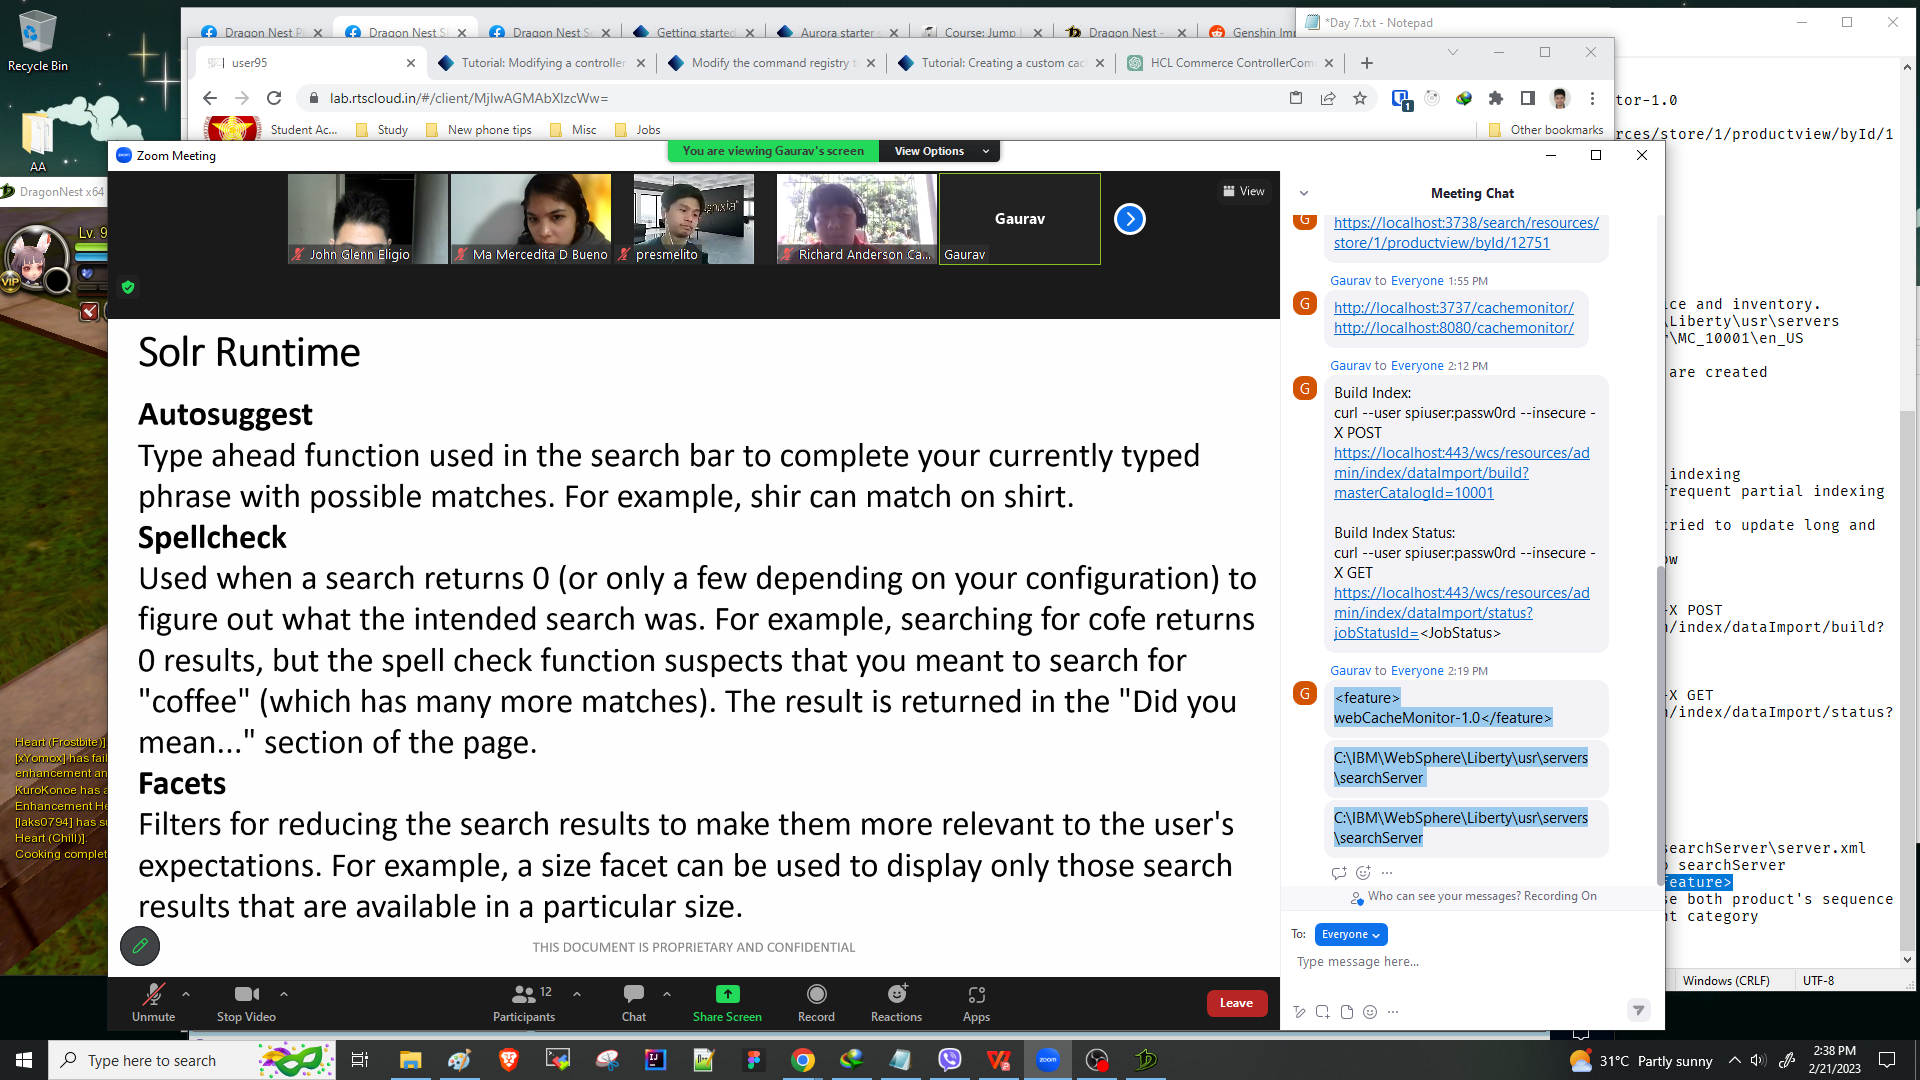 Recycle Bin
AA
DragonNest x64
Lv. 9
VIP
Dragon Nest
Dragon Nest
Dragon Nest
Getting started
Aurora starter
Course: Jump
Dragon Nest -
Genshin Imp
*Day 7.txt - Notepad
user95
Tutorial: Modifying a controller
Modify the command registry
Tutorial: Creating a custom
HCL Commerce ControllerCom
lab.rtscloud.in/#/client/MjIwAGMAbXlzcWw=
Student Ac...
Study
New phone tips
Misc
Jobs
Other bookmarks
Zoom Meeting
You are viewing Gaurav's screen
View Options
John Glenn Eligio
Ma Mercedita D Bueno
presmelito
Richard Anderson Ca...
Gaurav
Gaurav
View
Solr Runtime
Autosuggest
Type ahead function used in the search bar to complete your currently typed
phrase with possible matches. For example, shir can match on shirt.
Spellcheck
Used when a search returns 0 (or only a few depending on your configuration) to
figure out what the intended search was. For example, searching for cofe returns
0 results, but the spell check function suspects that you meant to search for
"coffee" (which has many more matches). The result is returned in the "Did you
mean..." section of the page.
Facets
Filters for reducing the search results to make them more relevant to the user's
expectations. For example, a size facet can be used to display only those search
results that are available in a particular size.
THIS DOCUMENT IS PROPRIETARY AND CONFIDENTIAL
Heart (Frostbite)]
[xYomox] has fail
enhancement an
KuroKonoe has a
Enhancement He
[laks0794] has su
Heart (Chill)].
Cooking complet
Unmute
Stop Video
12
Participants
Chat
Share Screen
Record
Reactions
Apps
Leave
Meeting Chat
G
https://localhost:3738/search/resources/
store/1/productview/byId/12751
Gaurav to Everyone 1:55 PM
G
http://localhost:3737/cachemonitor/
http://localhost:8080/cachemonitor/
Gaurav to Everyone 2:12 PM
G
Build Index:
curl --user spiuser:passw0rd --insecure -
X POST
https://localhost:443/wcs/resources/ad
min/index/dataImport/build?
masterCatalogId=10001
Build Index Status:
curl --user spiuser:passw0rd --insecure -
X GET
https://localhost:443/wcs/resources/ad
min/index/dataImport/status?
jobStatusId=<JobStatus>
Gaurav to Everyone 2:19 PM
G
<feature>
webCacheMonitor-1.0</feature>
C:\IBM\WebSphere\Liberty\usr\servers
\searchServer
C:\IBM\WebSphere\Liberty\usr\servers
\searchServer
Who can see your messages? Recording On
To: Everyone
Type message here...
tor-1.0
rces/store/1/productview/byId/1
ice and inventory.
\Liberty\usr\servers
\MC_10001\en_US
are created
indexing
frequent partial indexing
tried to update long and
ow
-X POST
n/index/dataImport/build?
-X GET
n/index/dataImport/status?
searchServer\server.xml
searchServer
feature>
se both product's sequence
nt category
Windows (CRLF)
UTF-8
Type here to search
31°C Partly sunny
2:38 PM
2/21/2023